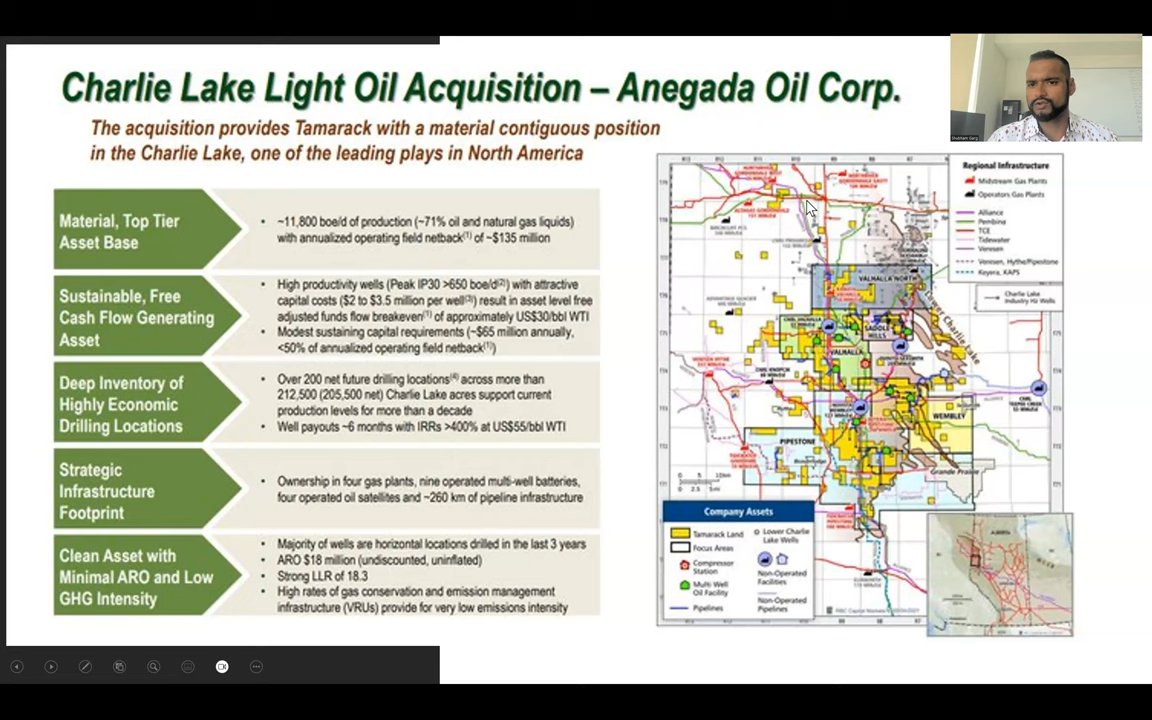 Charlie Lake Light Oil Acquisition – Anegada Oil Corp.
The acquisition provides Tamarack with a material contiguous position
in the Charlie Lake, one of the leading plays in North America
Material, Top Tier
Asset Base
• ~11,800 boe/d of production (~71% oil and natural gas liquids)
with annualized operating field netback(1) of ~$135 million
Sustainable, Free
Cash Flow Generating
Asset
• High productivity wells (Peak IP30 >650 boe/d(2)) with attractive
capital costs ($2 to $3.5 million per well(3)) result in asset level free
adjusted funds flow breakeven(1) of approximately US$30/bbl WTI
• Modest sustaining capital requirements (~$65 million annually,
<50% of annualized operating field netback(1))
Deep Inventory of
Highly Economic
Drilling Locations
• Over 200 net future drilling locations(4) across more than
212,500 (205,500 net) Charlie Lake acres support current
production levels for more than a decade
• Well payouts ~6 months with IRRs >400% at US$55/bbl WTI
Strategic
Infrastructure
Footprint
• Ownership in four gas plants, nine operated multi-well batteries,
four operated oil satellites and ~260 km of pipeline infrastructure
Clean Asset with
Minimal ARO and Low
GHG Intensity
• Majority of wells are horizontal locations drilled in the last 3 years
• ARO $18 million (undiscounted, uninflated)
• Strong LLR of 18.3
• High rates of gas conservation and emission management
infrastructure (VRUs) provide for very low emissions intensity
Regional Infrastructure
Midstream Gas Plants
Operators Gas Plants
Alliance
Pembina
TCE
Tidewater
Venesen
Venesen, Hythe/Pipestone
Keyera, KAPS
Charlie Lake
Industry Hz Wells
VALHALLA NORTH
SADDLE
HILLS
VALHALLA
Charlie Lake
WEMBLEY
PIPESTONE
Grande Prairie
Company Assets
Tamarack Land
Focus Areas
Compressor
Station
Multi Well
Oil Facility
Pipelines
Lower Charlie
Lake Wells
Non-Operated
Facilities
Non-Operated
Pipelines
ALBERTA